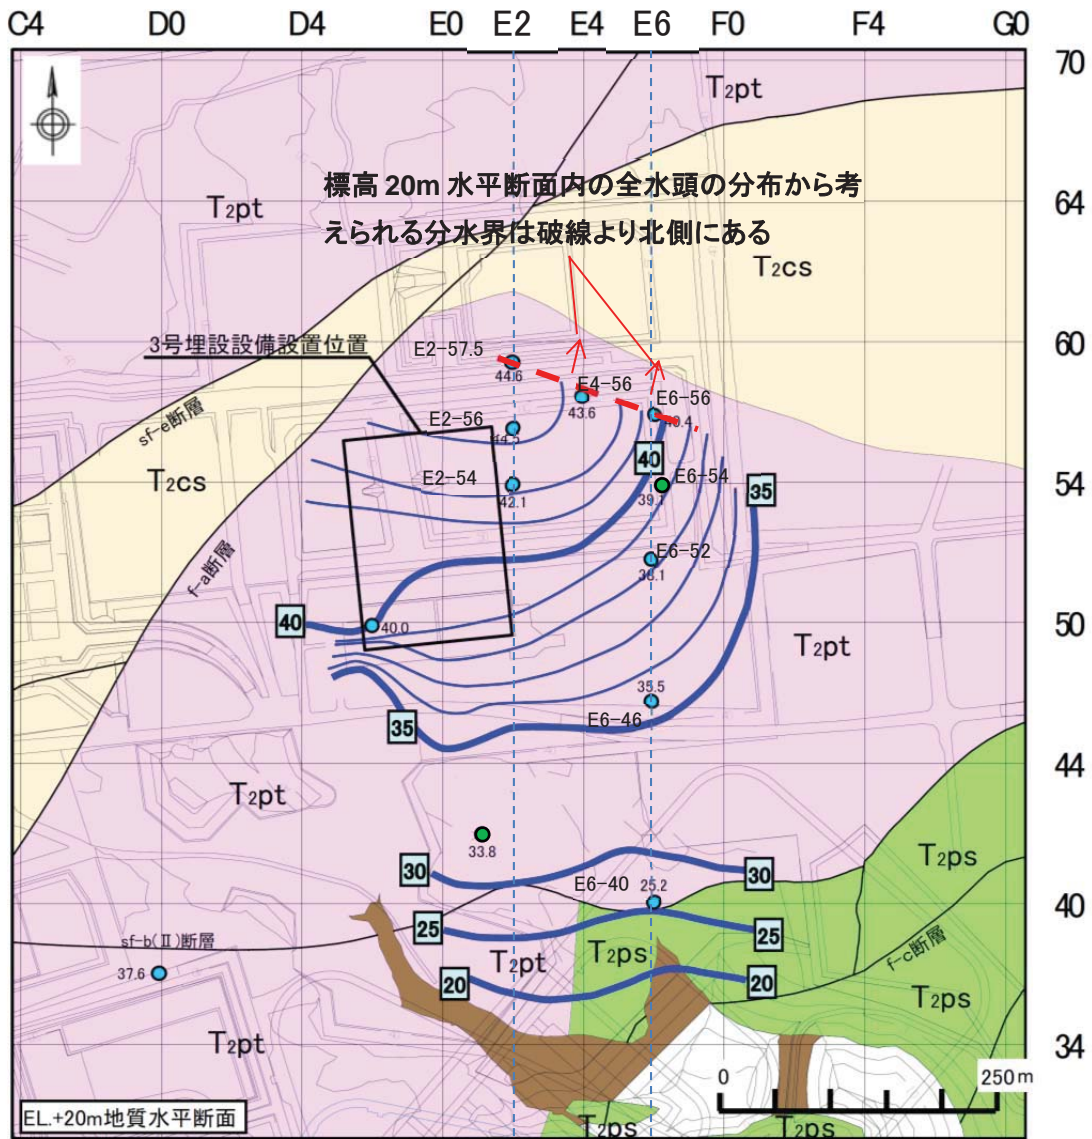 C4 D0 D4 E0 E2 E4 E6 F0 F4 G0
70
T2pt
標高 20m 水平断面内の全水頭の分布から考
えられる分水界は破線より北側にある
64
T2pt
T2cs
60
3号埋設設備設置位置
E2-57.5
44.6
E4-56
43.6
E6-56
40.4
sf-e断層
E2-56
44.5
40
T2cs
E2-54
42.1
E6-54
39.1
35
54
f-a断層
E6-52
38.1
40
40.0
50
T2pt
35.5
35
E6-46
44
T2pt
33.8
30
E6-40
25.2
30
T2ps
40
25
25
sf-b(Ⅱ)断層
37.6
T2pt
T2ps
f-c断層
20
20
T2ps
T2pt
34
0 250m
EL.+20m地質水平断面
T2ps
T2ps